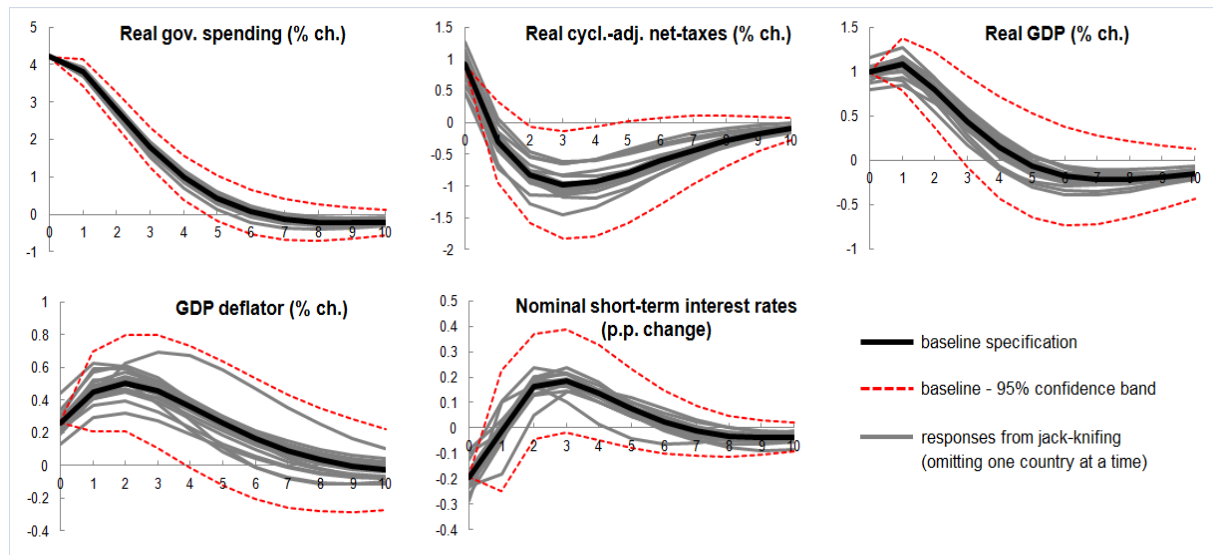 Real gov. spending (% ch.)
5
4
3
2
1
0
-1
0 1 2 3 4 5 6 7 8 9 10
Real cycl.-adj. net-taxes (% ch.)
1.5
1
0.5
0
-0.5
-1
-1.5
-2
0 1 2 3 4 5 6 7 8 9 10
Real GDP (% ch.)
1.5
1
0.5
0
-0.5
-1
0 1 2 3 4 5 6 7 8 9 10
GDP deflator (% ch.)
1
0.8
0.6
0.4
0.2
0
-0.2
-0.4
0 1 2 3 4 5 6 7 8 9 10
Nominal short-term interest rates
(p.p. change)
0.5
0.4
0.3
0.2
0.1
0
-0.1
-0.2
-0.3
-0.4
0 1 2 3 4 5 6 7 8 9 10
baseline specification
baseline - 95% confidence band
responses from jack-knifing
(omitting one country at a time)